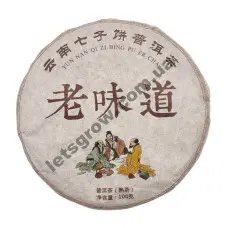 云南七子饼普洱茶
YUN NAN QI ZI BING PU ER CHA
老味道
letsgrow.com.ua
普洱茶（熟茶）
净含量:100克